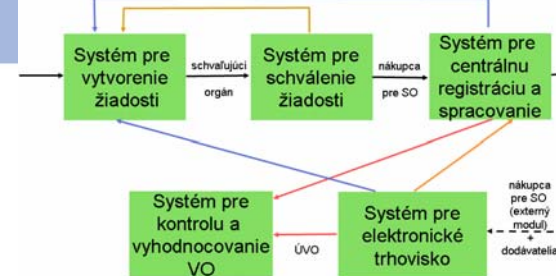 Systém pre
vytvorenie
žiadosti
schvaľujúci
orgán
Systém pre
schválenie
žiadosti
nákupca
pre SO
Systém pre
centrálnu
registráciu a
spracovanie
Systém pre
kontrolu a
vyhodnocovanie
VO
ÚVO
Systém pre
elektronické
trhovisko
nákupca
pre SO
(externý
modul)
+
dodávatelia